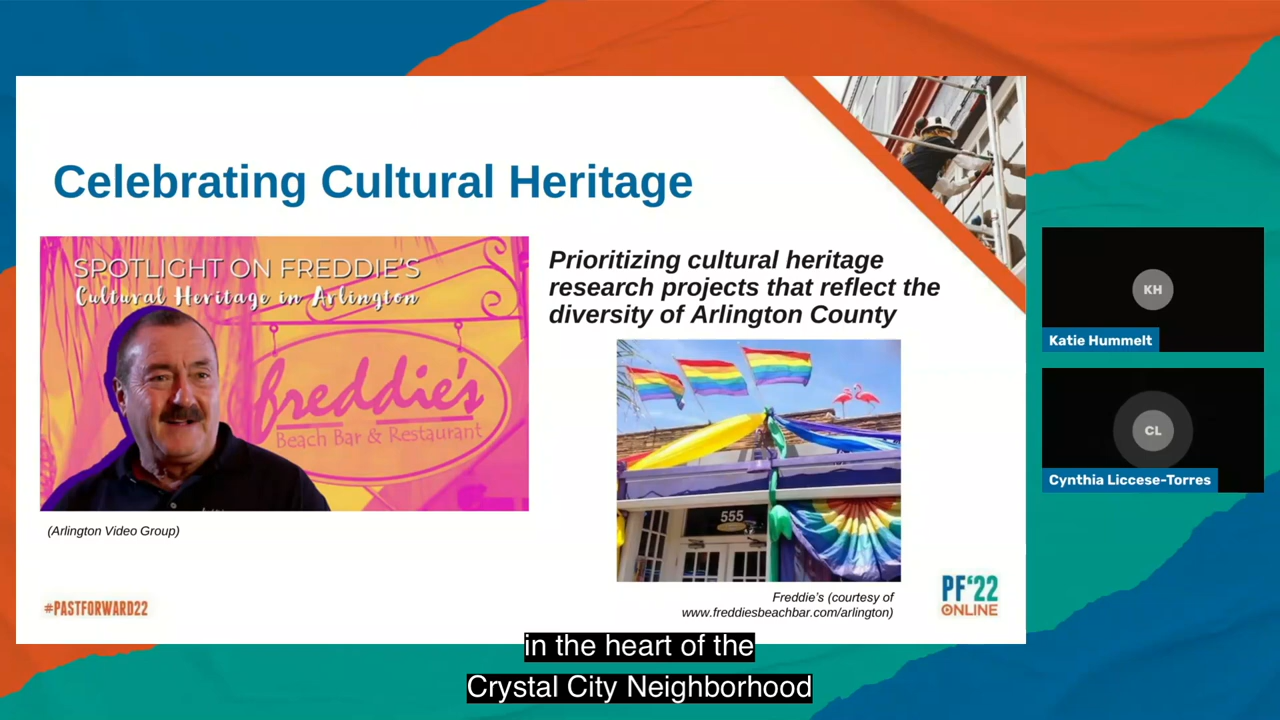 Celebrating Cultural Heritage
SPOTLIGHT ON FREDDIE'S
Cultural Heritage in Arlington
freddie's
Beach Bar & Restaurant
(Arlington Video Group)
Prioritizing cultural heritage
research projects that reflect the
diversity of Arlington County
555
Freddie's (courtesy of
www.freddiesbeachbar.com/arlington)
#PASTFORWARD22
PF'22
ONLINE
KH
Katie Hummelt
CL
Cynthia Liccese-Torres
in the heart of the
Crystal City Neighborhood